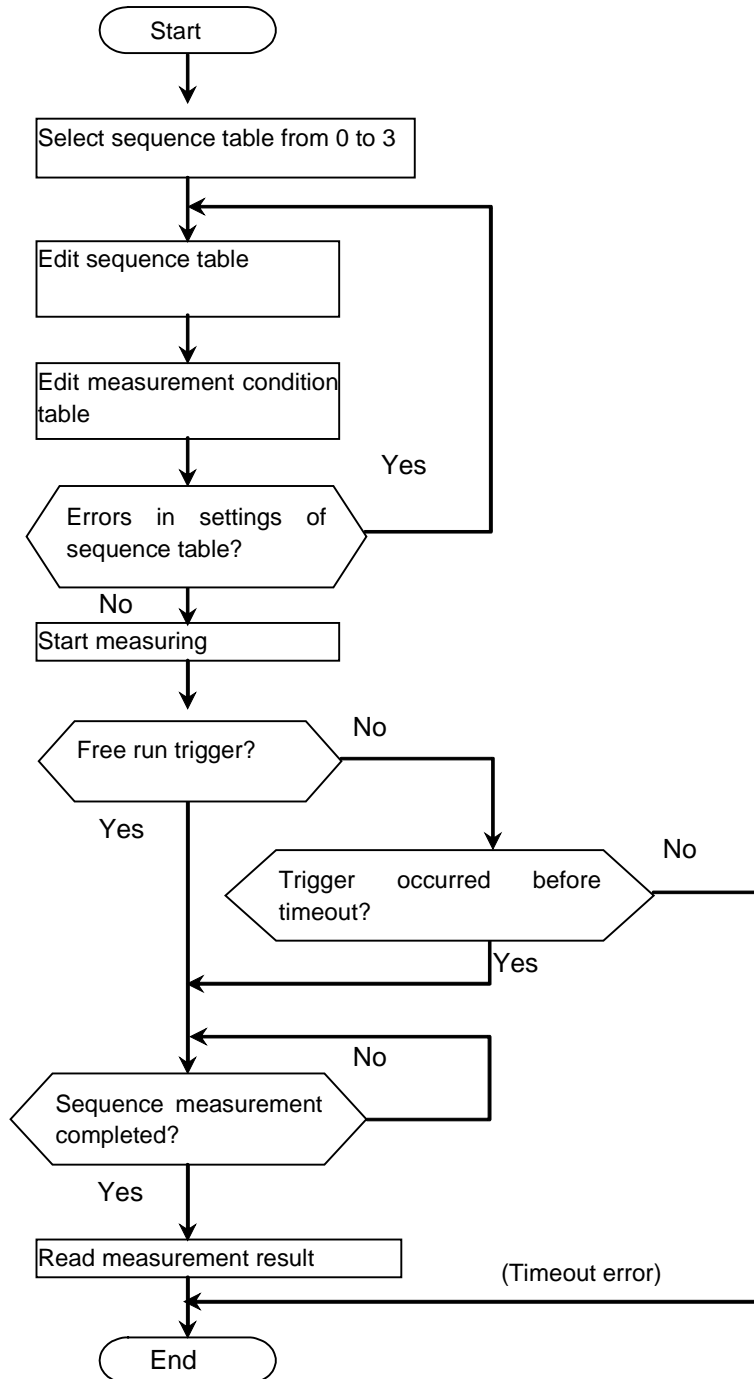 Start
Select sequence table from 0 to 3
Edit sequence table
Edit measurement condition
table
Yes
Errors in settings of
sequence table?
No
Start measuring
No
Free run trigger?
Yes
No
Trigger occurred before
timeout?
Yes
No
Sequence measurement
completed?
Yes
Read measurement result
(Timeout error)
End